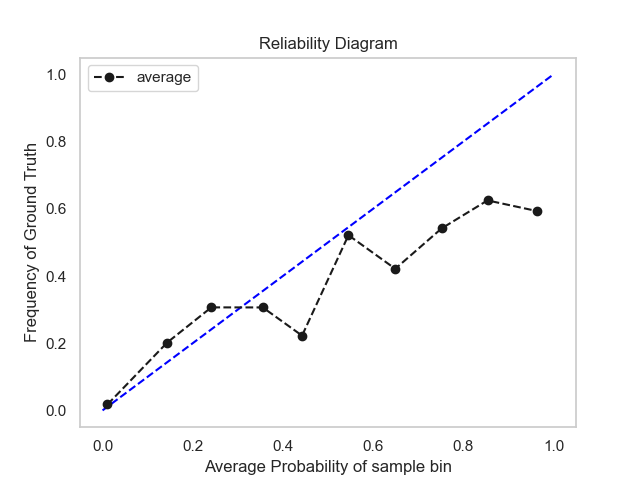 Reliability Diagram
average
Frequency of Ground Truth
1.0
0.8
0.6
0.4
0.2
0.0
0.0 0.2 0.4 0.6 0.8 1.0
Average Probability of sample bin